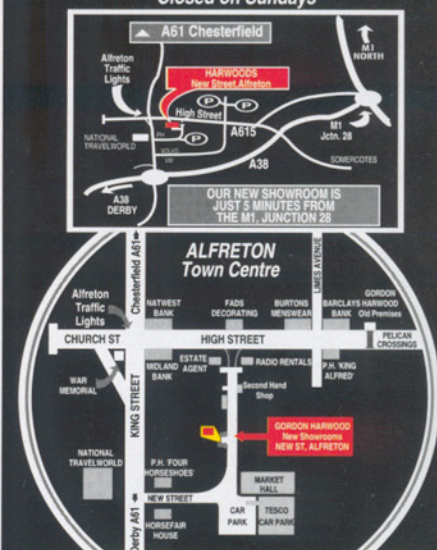 Closed on Sundays
A61 Chesterfield
M1
NORTH
Alfreton
Traffic
Lights
HARWOODS
New Street, Alfreton
P
P
High Street
PH
P
A615
M1
Jctn. 28
NATIONAL
TRAVELWORLD
VOLVO
A38
SOMERCOTES
A38
DERBY
OUR NEW SHOWROOM IS
JUST 5 MINUTES FROM
THE M1, JUNCTION 28
ALFRETON
Town Centre
Chesterfield A61
LIMES AVENUE
Alfreton
Traffic
Lights
NATWEST
BANK
FADS
DECORATING
BURTONS
MENSWEAR
BARCLAYS
BANK
GORDON
HARWOOD
Old Premises
CHURCH ST
HIGH STREET
PELICAN
CROSSINGS
WAR
MEMORIAL
MIDLAND
BANK
ESTATE
AGENT
RADIO RENTALS
P.H. 'KING
ALFRED'
KING STREET
Second Hand
Shop
GORDON HARWOOD
New Showrooms
NEW ST, ALFRETON
NATIONAL
TRAVELWORLD
P.H. 'FOUR
HORSESHOES'
MARKET
HALL
NEW STREET
CAR
PARK
TESCO
CAR PARK
HORSEFAIR
HOUSE
Derby A61